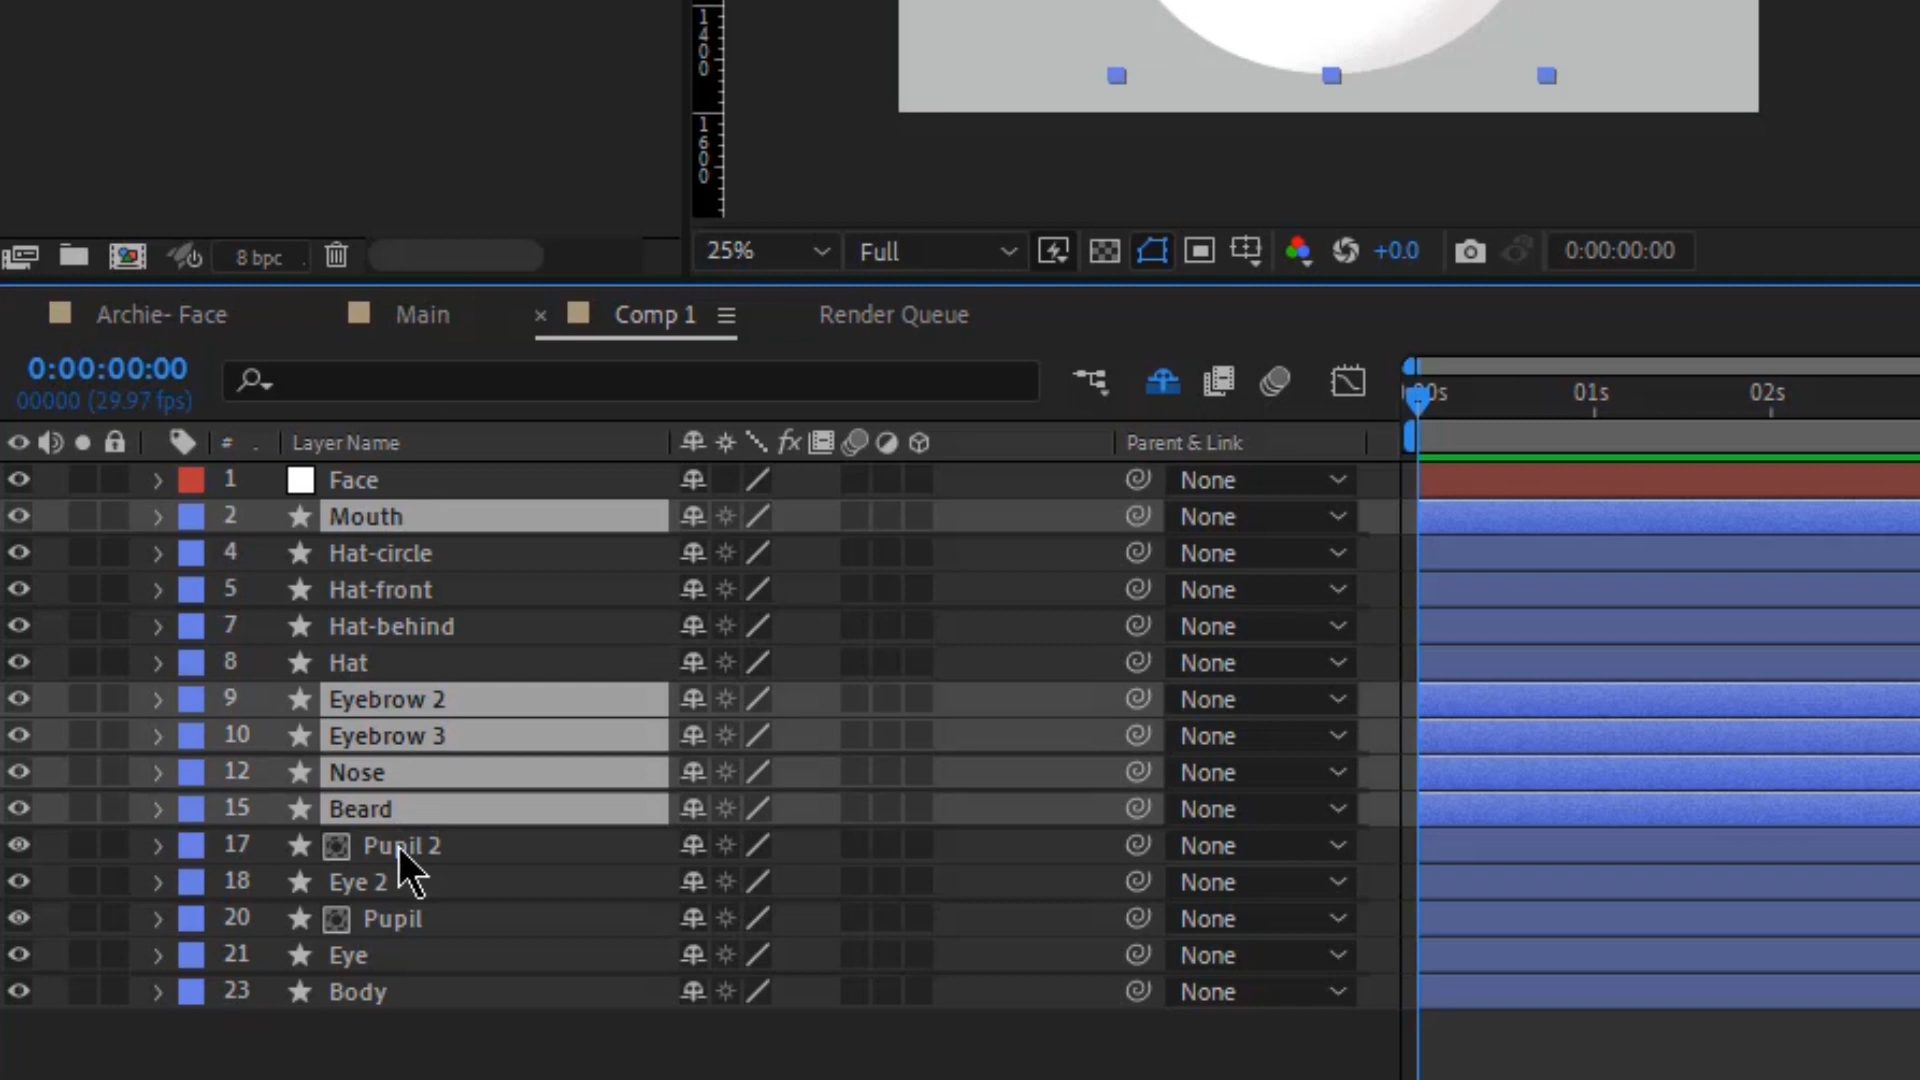 1400
1600
8 bpc
25%
Full
+0.0
0:00:00:00
Archie- Face
Main
× Comp 1
Render Queue
0:00:00:00
00000 (29.97 fps)
00s
01s
02s
# . Layer Name fx Parent & Link
1 Face None
2 Mouth None
4 Hat-circle None
5 Hat-front None
7 Hat-behind None
8 Hat None
9 Eyebrow 2 None
10 Eyebrow 3 None
12 Nose None
15 Beard None
17 Pupil 2 None
18 Eye 2 None
20 Pupil None
21 Eye None
23 Body None